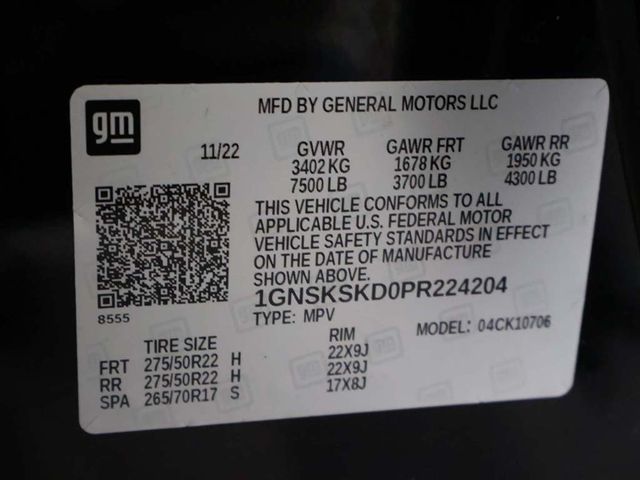 gm
MFD BY GENERAL MOTORS LLC
11/22 GVWR GAWR FRT GAWR RR
3402 KG 1678 KG 1950 KG
7500 LB 3700 LB 4300 LB
THIS VEHICLE CONFORMS TO ALL
APPLICABLE U.S. FEDERAL MOTOR
VEHICLE SAFETY STANDARDS IN EFFECT
ON THE DATE OF MANUFACTURE
SHOWN ABOVE.
8555
1GNSKSKD0PR224204
TYPE: MPV MODEL: 04CK10706
TIRE SIZE RIM
FRT 275/50R22 H 22X9J
RR 275/50R22 H 22X9J
SPA 265/70R17 S 17X8J